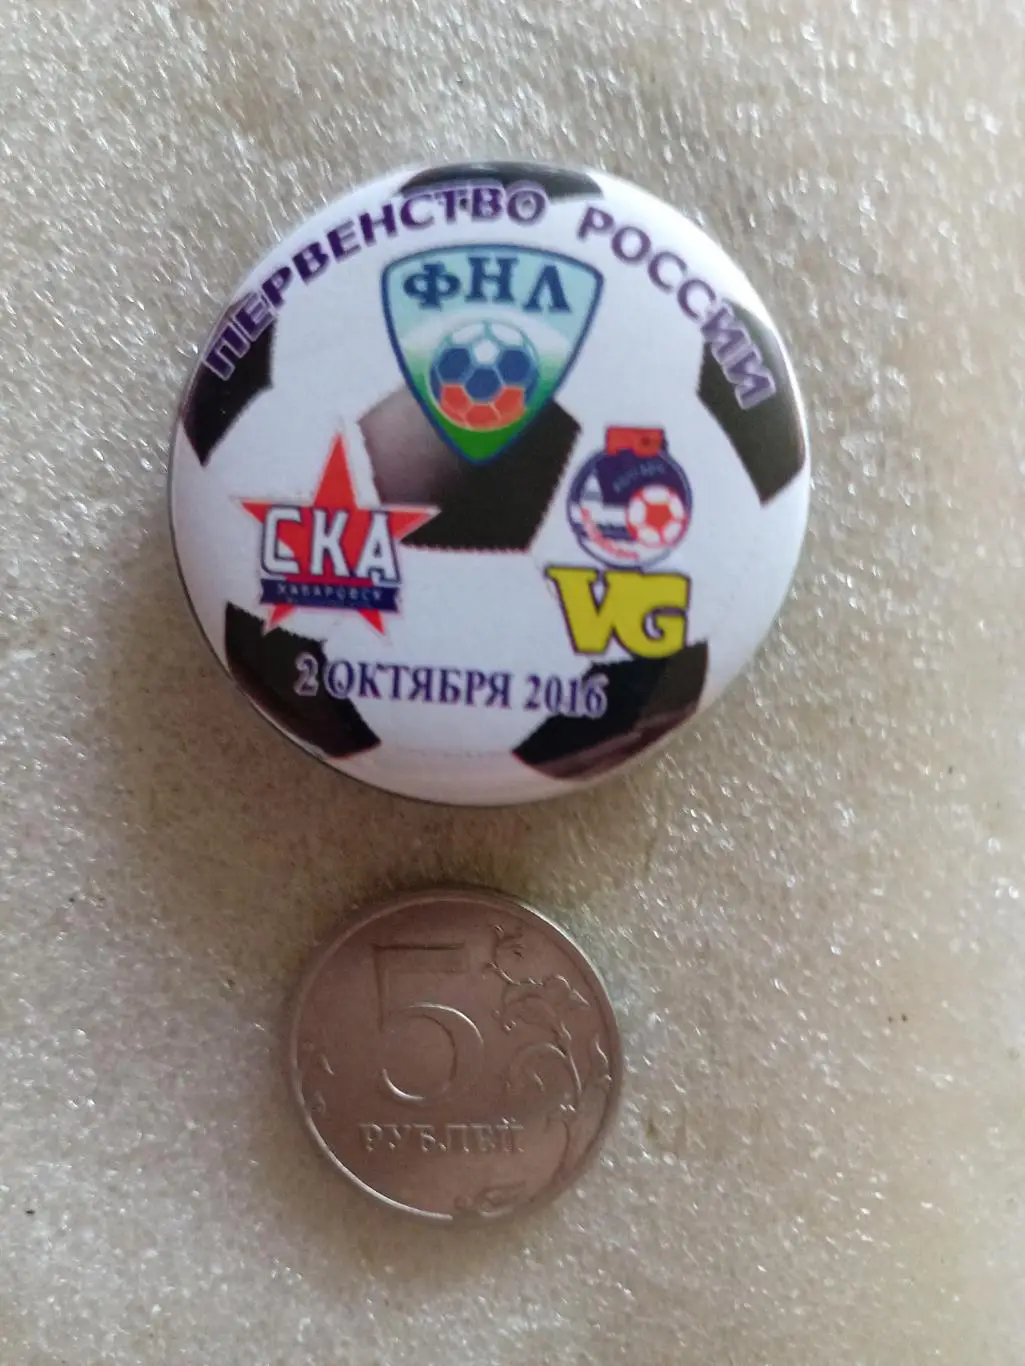 ПЕРВЕНСТВО РОССИИ
ФНЛ
СКА
ХАБАРОВСК
VG
2 ОКТЯБРЯ 2016
5
РУБЛЕЙ